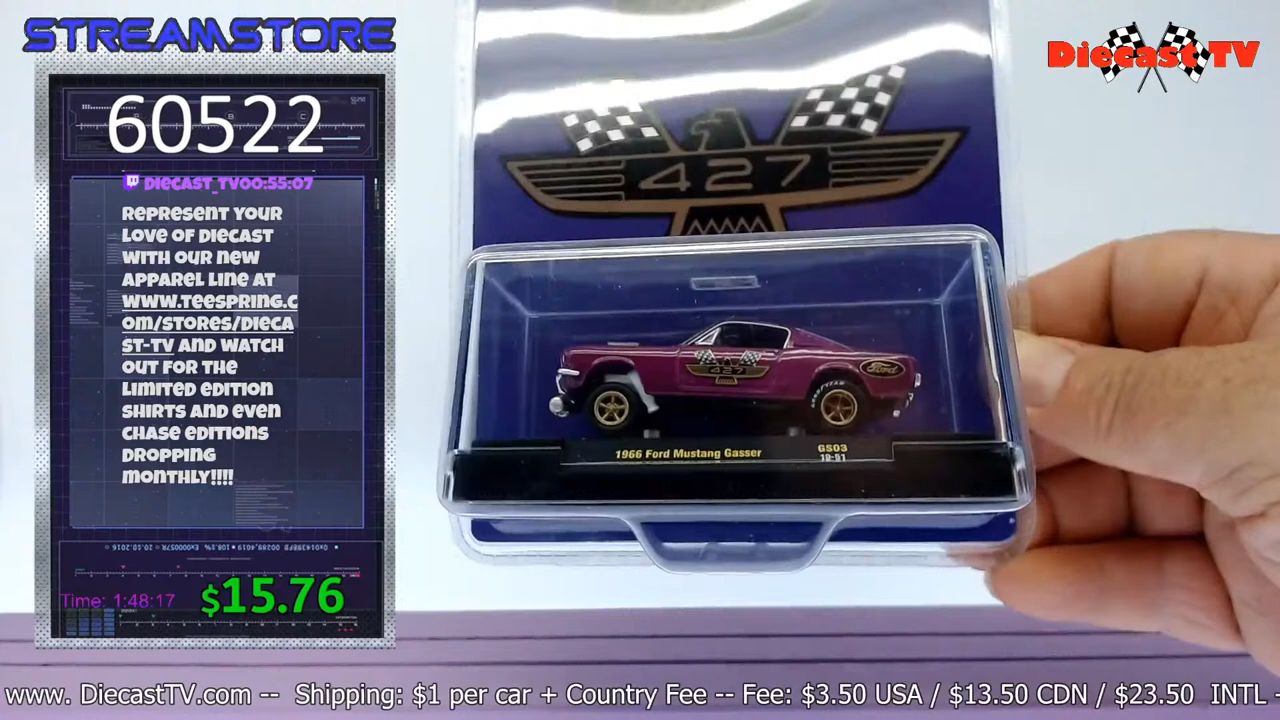 STREAMSTORE
60522
DIECAST_TV00:55:07
REPRESENT YOUR
LOVE OF DIECAST
WITH OUR NEW
APPAREL LINE AT
WWW.TEESPRING.C
OM/STORES/DIECA
ST-TV AND WATCH
OUT FOR THE
LIMITED EDITION
SHIRTS AND EVEN
CHASE EDITIONS
DROPPING
MONTHLY!!!!
Time: 1:48:17
$15.76
Diecast TV
427
427
Ford
GOODYEAR
1966 Ford Mustang Gasser
GS03
www. DiecastTV.com -- Shipping: $1 per car + Country Fee -- Fee: $3.50 USA / $13.50 CDN / $23.50 INTL -